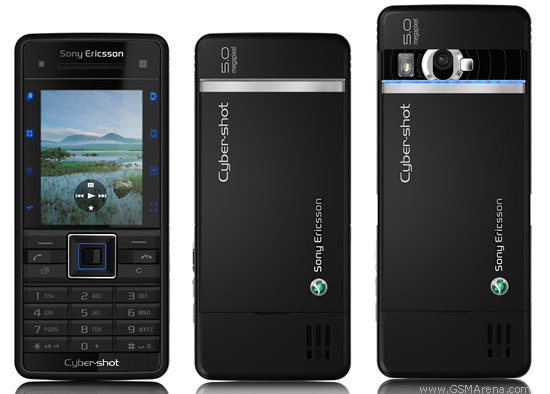 Sony Ericsson
C
1
2 ABC
3 DEF
4 GHI
5 JKL
6 MNO
7 PQRS
8 TUV
9 WXYZ
0 +
#
Cyber-shot
5.0
megapixel
Cyber-shot
Sony Ericsson
5.0
megapixel
Cyber-shot
Sony Ericsson
www.GSMArena.com